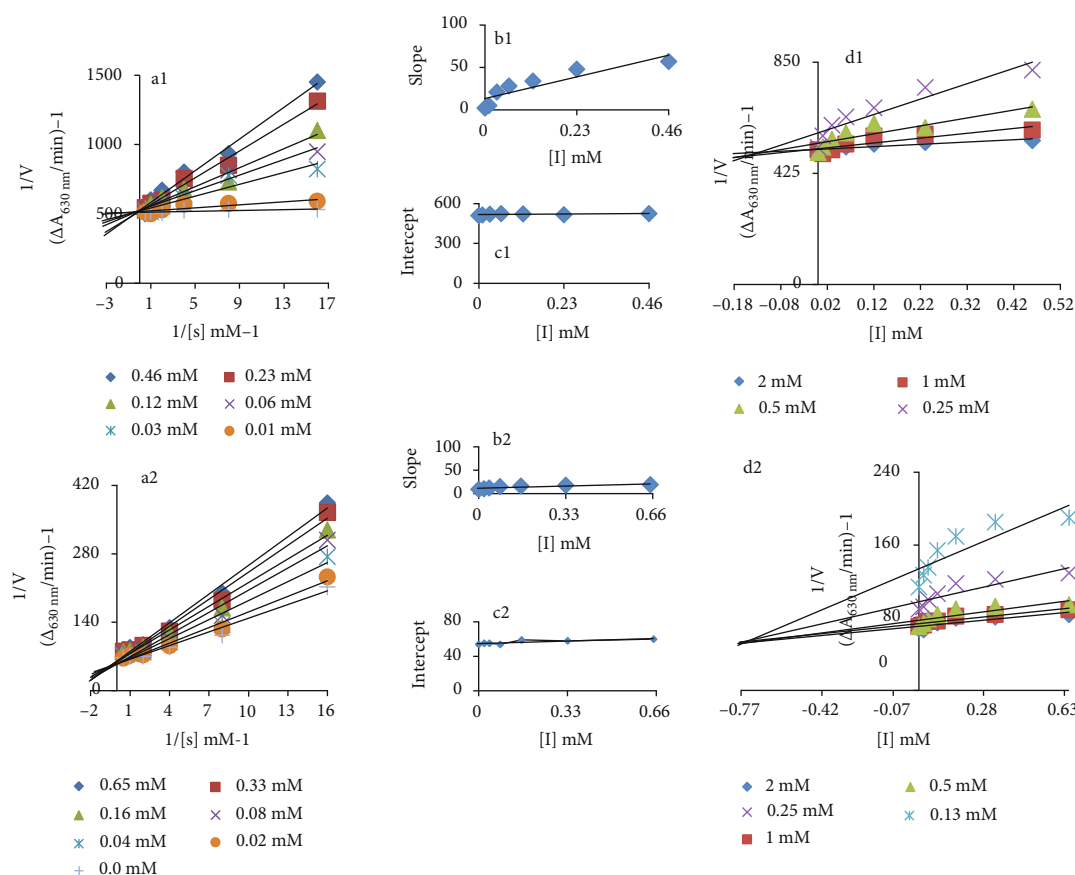 a1
1500
1000
500
0
1/V
(ΔA630 nm/min)−1
−3 1 5 9 13 17
1/[s] mM−1
0.46 mM 0.23 mM
0.12 mM 0.06 mM
0.03 mM 0.01 mM
b1
100
50
0
Slope
0 0.23 0.46
[I] mM
600
300
0
Intercept
c1
0 0.23 0.46
[I] mM
d1
850
425
0
1/V
(ΔA630 nm/min)−1
−0.18 −0.08 0.02 0.12 0.22 0.32 0.42 0.52
[I] mM
2 mM 1 mM
0.5 mM 0.25 mM
a2
420
280
140
0
1/V
(Δ630 nm/min)−1
−2 1 4 7 10 13 16
1/[s] mM-1
0.65 mM 0.33 mM
0.16 mM 0.08 mM
0.04 mM 0.02 mM
0.0 mM
b2
100
50
0
Slope
0 0.33 0.66
[I] mM
c2
80
40
0
Intercept
0 0.33 0.66
[I] mM
d2
240
160
80
0
1/V
(ΔA630 nm/min)−1
−0.77 −0.42 −0.07 0.28 0.63
[I] mM
2 mM 0.5 mM
0.25 mM 0.13 mM
1 mM